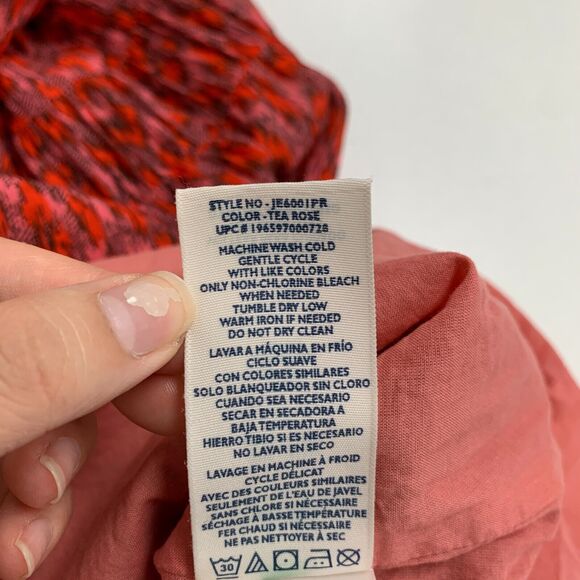 STYLE NO - JE6001PR
COLOR - TEA ROSE
UPC# 196597000728
MACHINE WASH COLD
GENTLE CYCLE
WITH LIKE COLORS
ONLY NON-CHLORINE BLEACH
WHEN NEEDED
TUMBLE DRY LOW
WARM IRON IF NEEDED
DO NOT DRY CLEAN
LAVAR A MÁQUINA EN FRÍO
CICLO SUAVE
CON COLORES SIMILARES
SOLO BLANQUEADOR SIN CLORO
CUANDO SEA NECESARIO
SECAR EN SECADORA A
BAJA TEMPERATURA
HIERRO TIBIO SI ES NECESARIO
NO LAVAR EN SECO
LAVAGE EN MACHINE À FROID
CYCLE DÉLICAT
AVEC DES COULEURS SIMILAIRES
SEULEMENT DE L'EAU DE JAVEL
SANS CHLORE SI NÉCESSAIRE
SÉCHAGE À BASSE TEMPÉRATURE
FER CHAUD SI NÉCESSAIRE
NE PAS NETTOYER À SEC
30